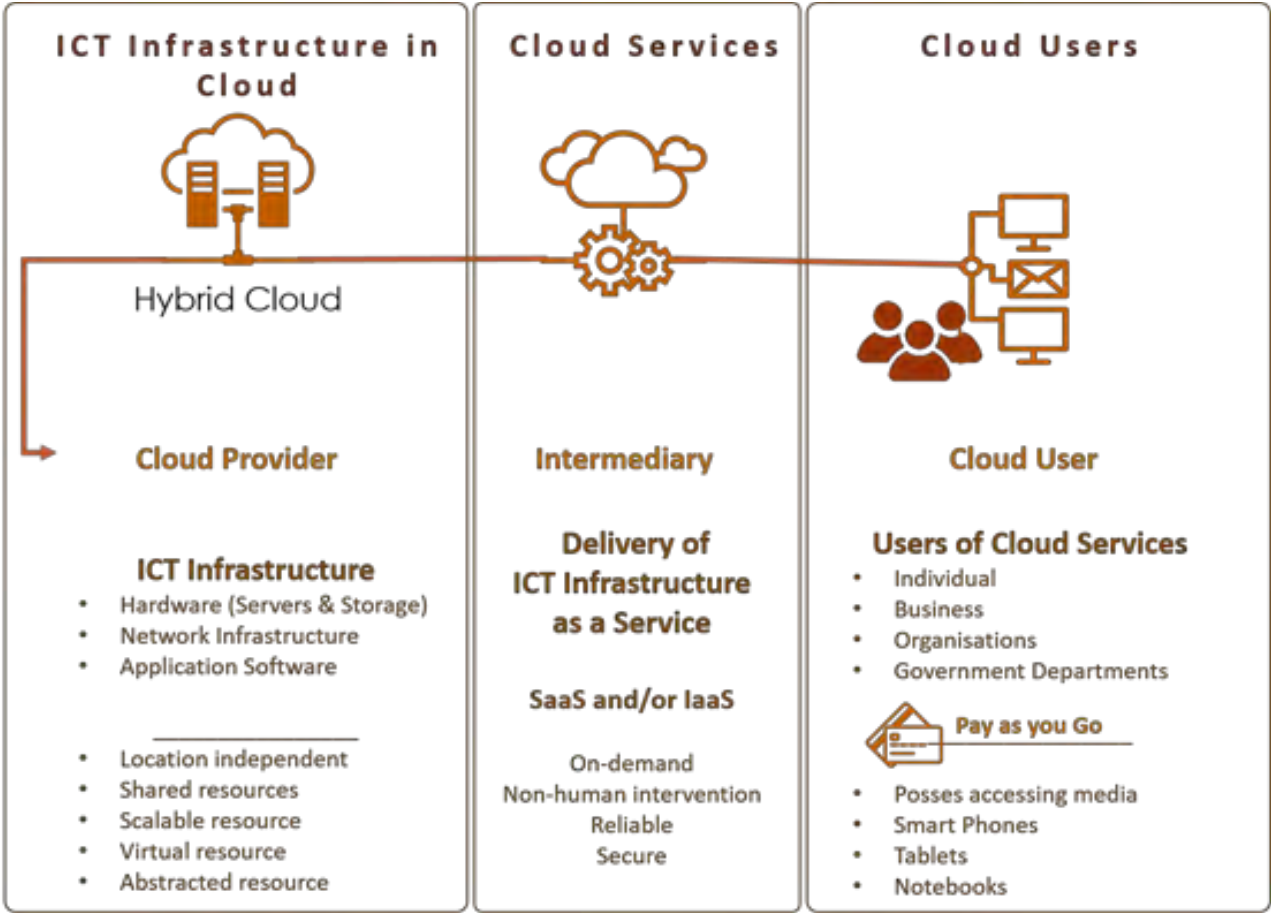 ICT Infrastructure in
Cloud
Hybrid Cloud
Cloud Provider
ICT Infrastructure
• Hardware (Servers & Storage)
• Network Infrastructure
• Application Software
• Location independent
• Shared resources
• Scalable resource
• Virtual resource
• Abstracted resource
Cloud Services
Intermediary
Delivery of
ICT Infrastructure
as a Service
SaaS and/or IaaS
On-demand
Non-human intervention
Reliable
Secure
Cloud Users
Cloud User
Users of Cloud Services
• Individual
• Business
• Organisations
• Government Departments
Pay as you Go
• Posses accessing media
• Smart Phones
• Tablets
• Notebooks